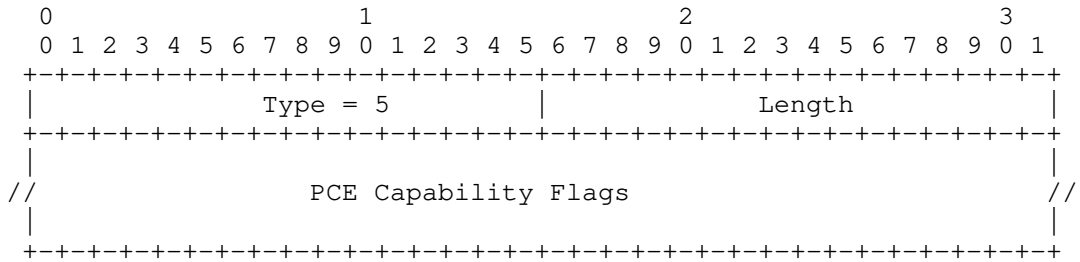 0                   1                   2                   3
 0 1 2 3 4 5 6 7 8 9 0 1 2 3 4 5 6 7 8 9 0 1 2 3 4 5 6 7 8 9 0 1
+-+-+-+-+-+-+-+-+-+-+-+-+-+-+-+-+-+-+-+-+-+-+-+-+-+-+-+-+-+-+-+-+
|              Type = 5         |             Length            |
+-+-+-+-+-+-+-+-+-+-+-+-+-+-+-+-+-+-+-+-+-+-+-+-+-+-+-+-+-+-+-+-+
|                                                               |
//                 PCE Capability Flags                          //
|                                                               |
+-+-+-+-+-+-+-+-+-+-+-+-+-+-+-+-+-+-+-+-+-+-+-+-+-+-+-+-+-+-+-+-+